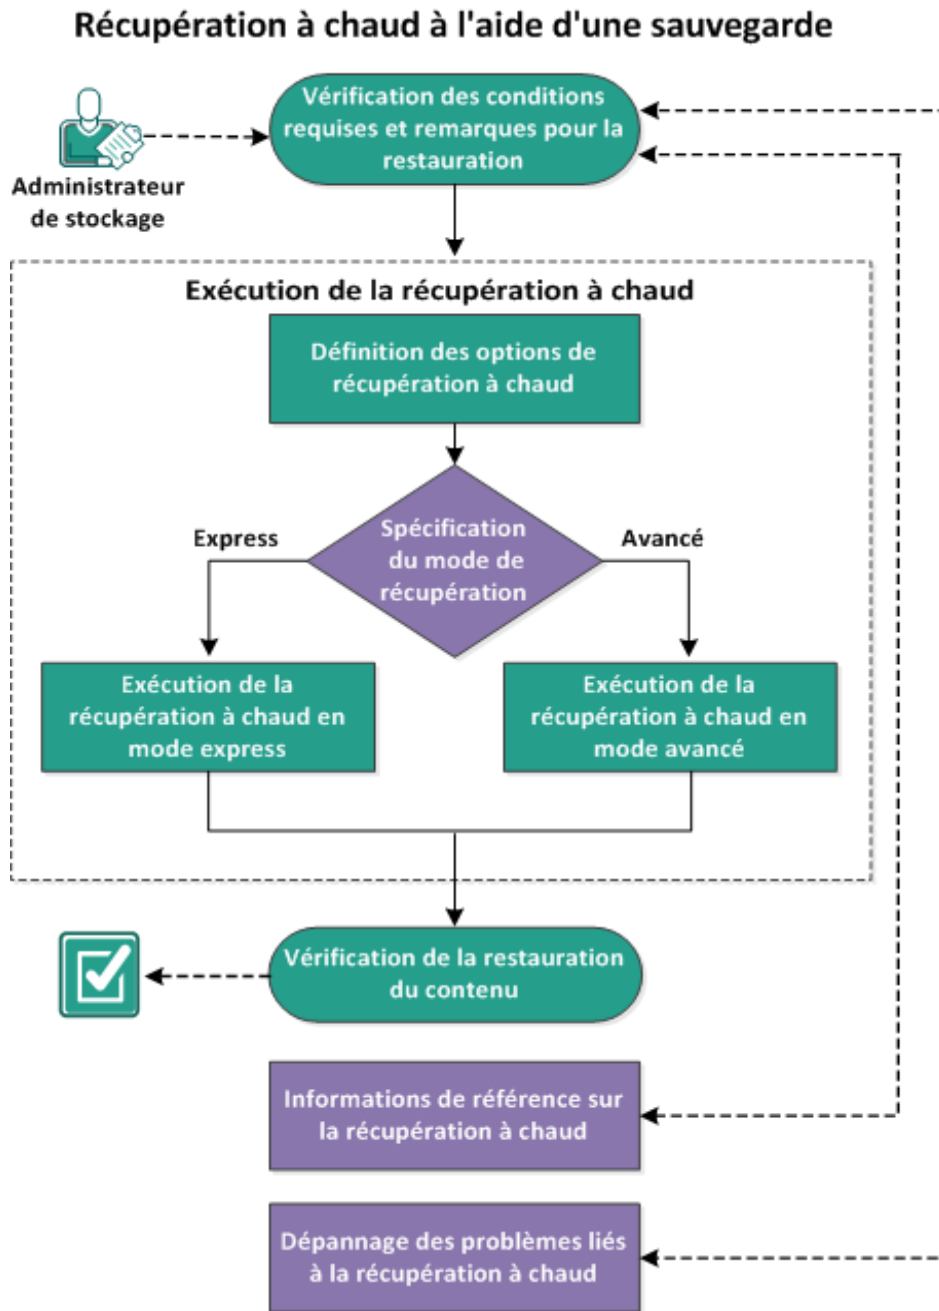 Récupération à chaud à l'aide d'une sauvegarde
Vérification des conditions
requises et remarques pour la
restauration
Administrateur
de stockage
Exécution de la récupération à chaud
Définition des options de
récupération à chaud
Spécification
du mode de
récupération
Express
Avancé
Exécution de la
récupération à chaud en
mode express
Exécution de la
récupération à chaud en
mode avancé
Vérification de la restauration
du contenu
Informations de référence sur
la récupération à chaud
Dépannage des problèmes liés
à la récupération à chaud